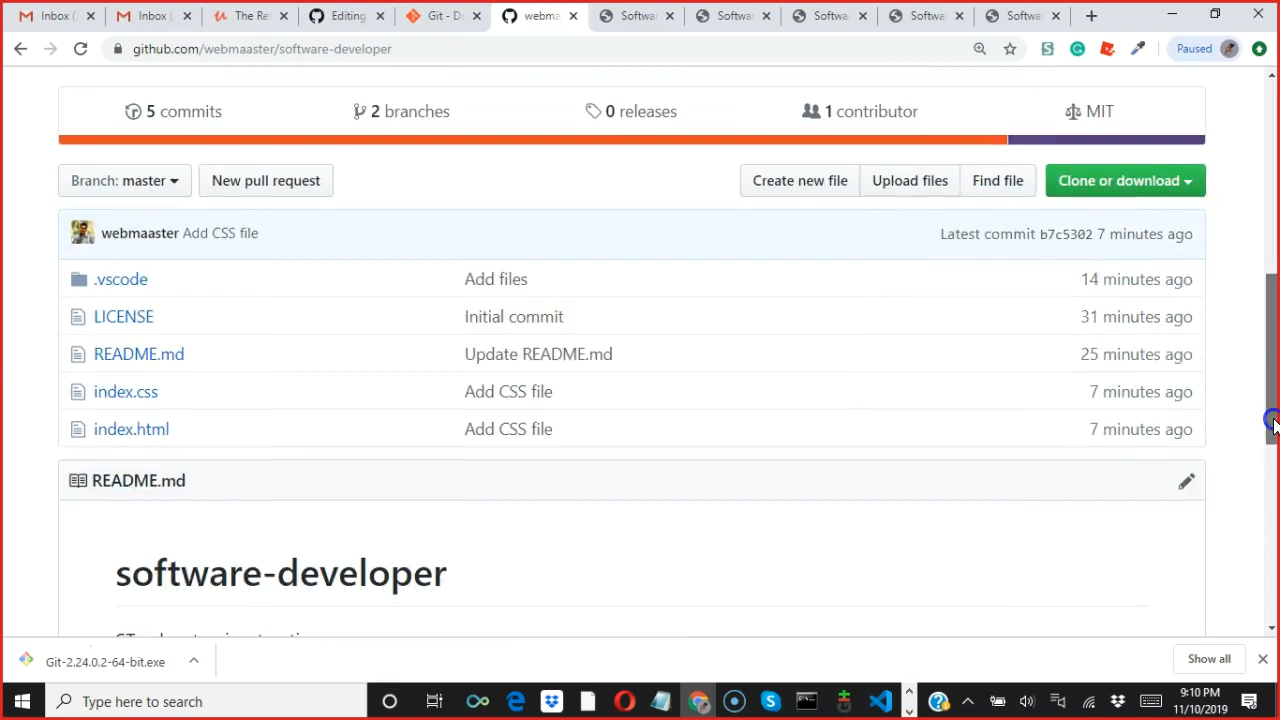 Inbox (
Inbox (
The Re
Editing
Git - D
webma
Softwar
Softwar
Softwar
Softwar
Softwar
github.com/webmaaster/software-developer
Paused
5 commits
2 branches
0 releases
1 contributor
MIT
Branch: master
New pull request
Create new file
Upload files
Find file
Clone or download
webmaaster Add CSS file
Latest commit b7c5302 7 minutes ago
.vscode Add files 14 minutes ago
LICENSE Initial commit 31 minutes ago
README.md Update README.md 25 minutes ago
index.css Add CSS file 7 minutes ago
index.html Add CSS file 7 minutes ago
README.md
software-developer
Git-2.24.0.2-64-bit.exe
Show all
Type here to search
9:10 PM
11/10/2019